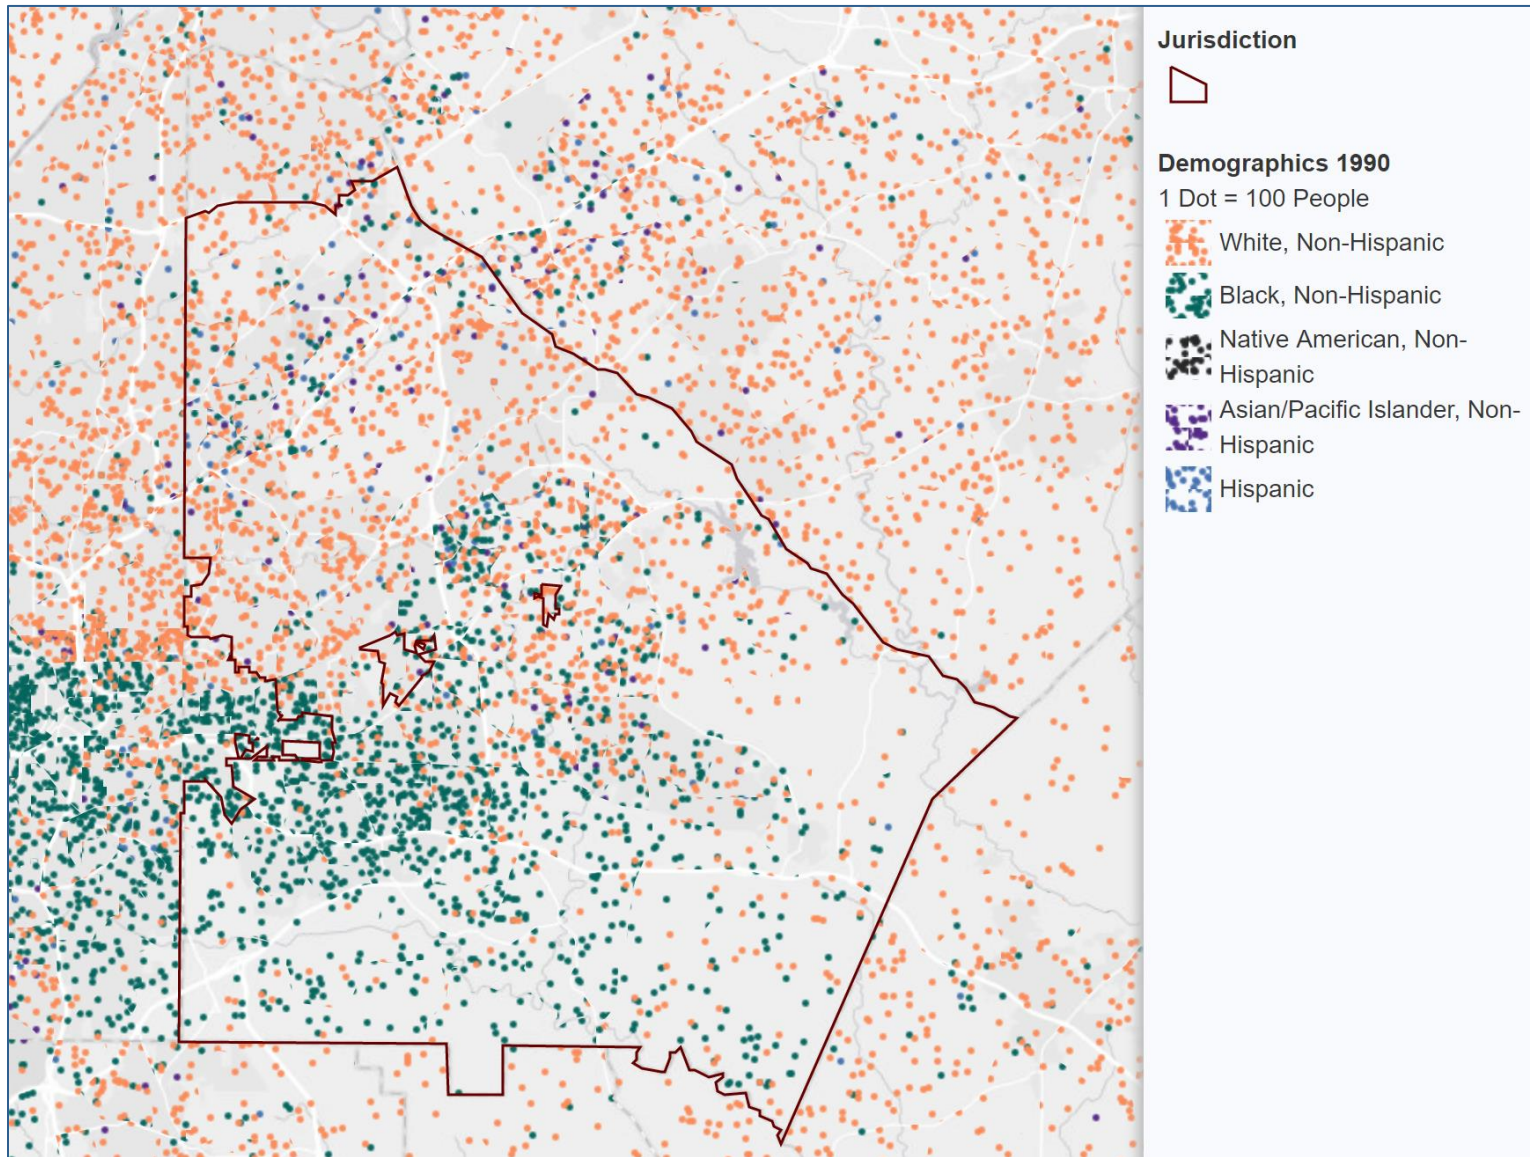 Jurisdiction
Demographics 1990
1 Dot = 100 People
White, Non-Hispanic
Black, Non-Hispanic
Native American, Non-
Hispanic
Asian/Pacific Islander, Non-
Hispanic
Hispanic